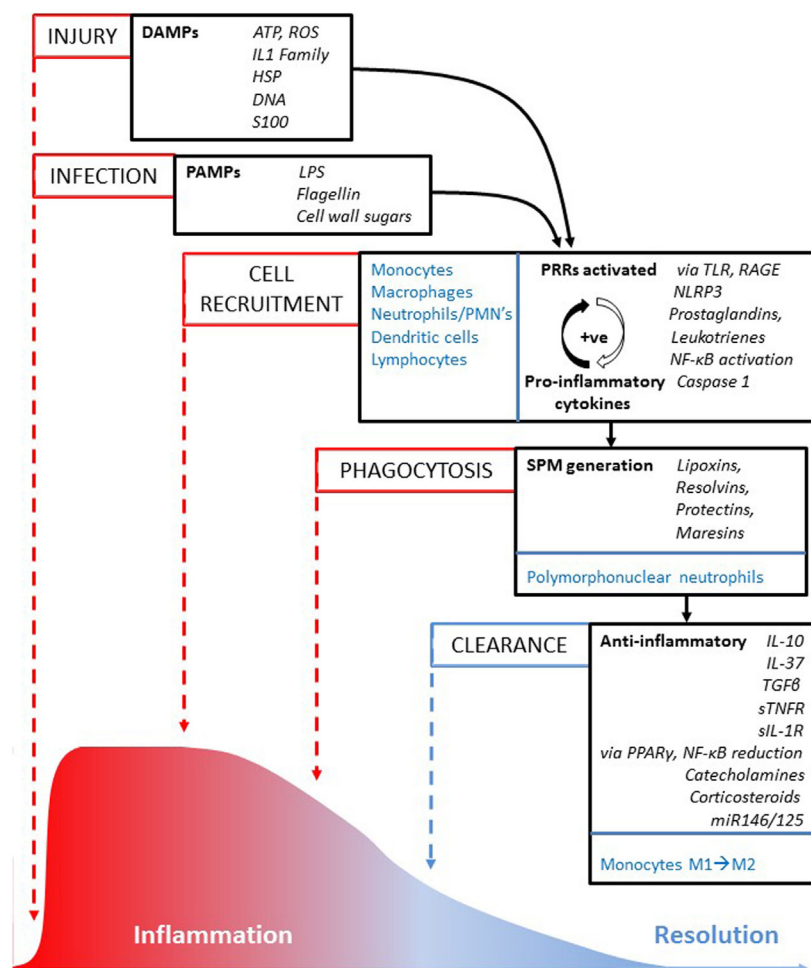 INJURY
DAMPs
ATP, ROS
IL1 Family
HSP
DNA
S100
INFECTION
PAMPs
LPS
Flagellin
Cell wall sugars
CELL
RECRUITMENT
Monocytes
Macrophages
Neutrophils/PMN's
Dendritic cells
Lymphocytes
PRRs activated
+ve
Pro-inflammatory
cytokines
via TLR, RAGE
NLRP3
Prostaglandins,
Leukotrienes
NF-κB activation
Caspase 1
PHAGOCYTOSIS
SPM generation
Lipoxins,
Resolvins,
Protectins,
Maresins
Polymorphonuclear neutrophils
CLEARANCE
Anti-inflammatory
IL-10
IL-37
TGFβ
sTNFR
sIL-1R
via PPARγ, NF-κB reduction
Catecholamines
Corticosteroids
miR146/125
Monocytes M1→M2
Inflammation
Resolution